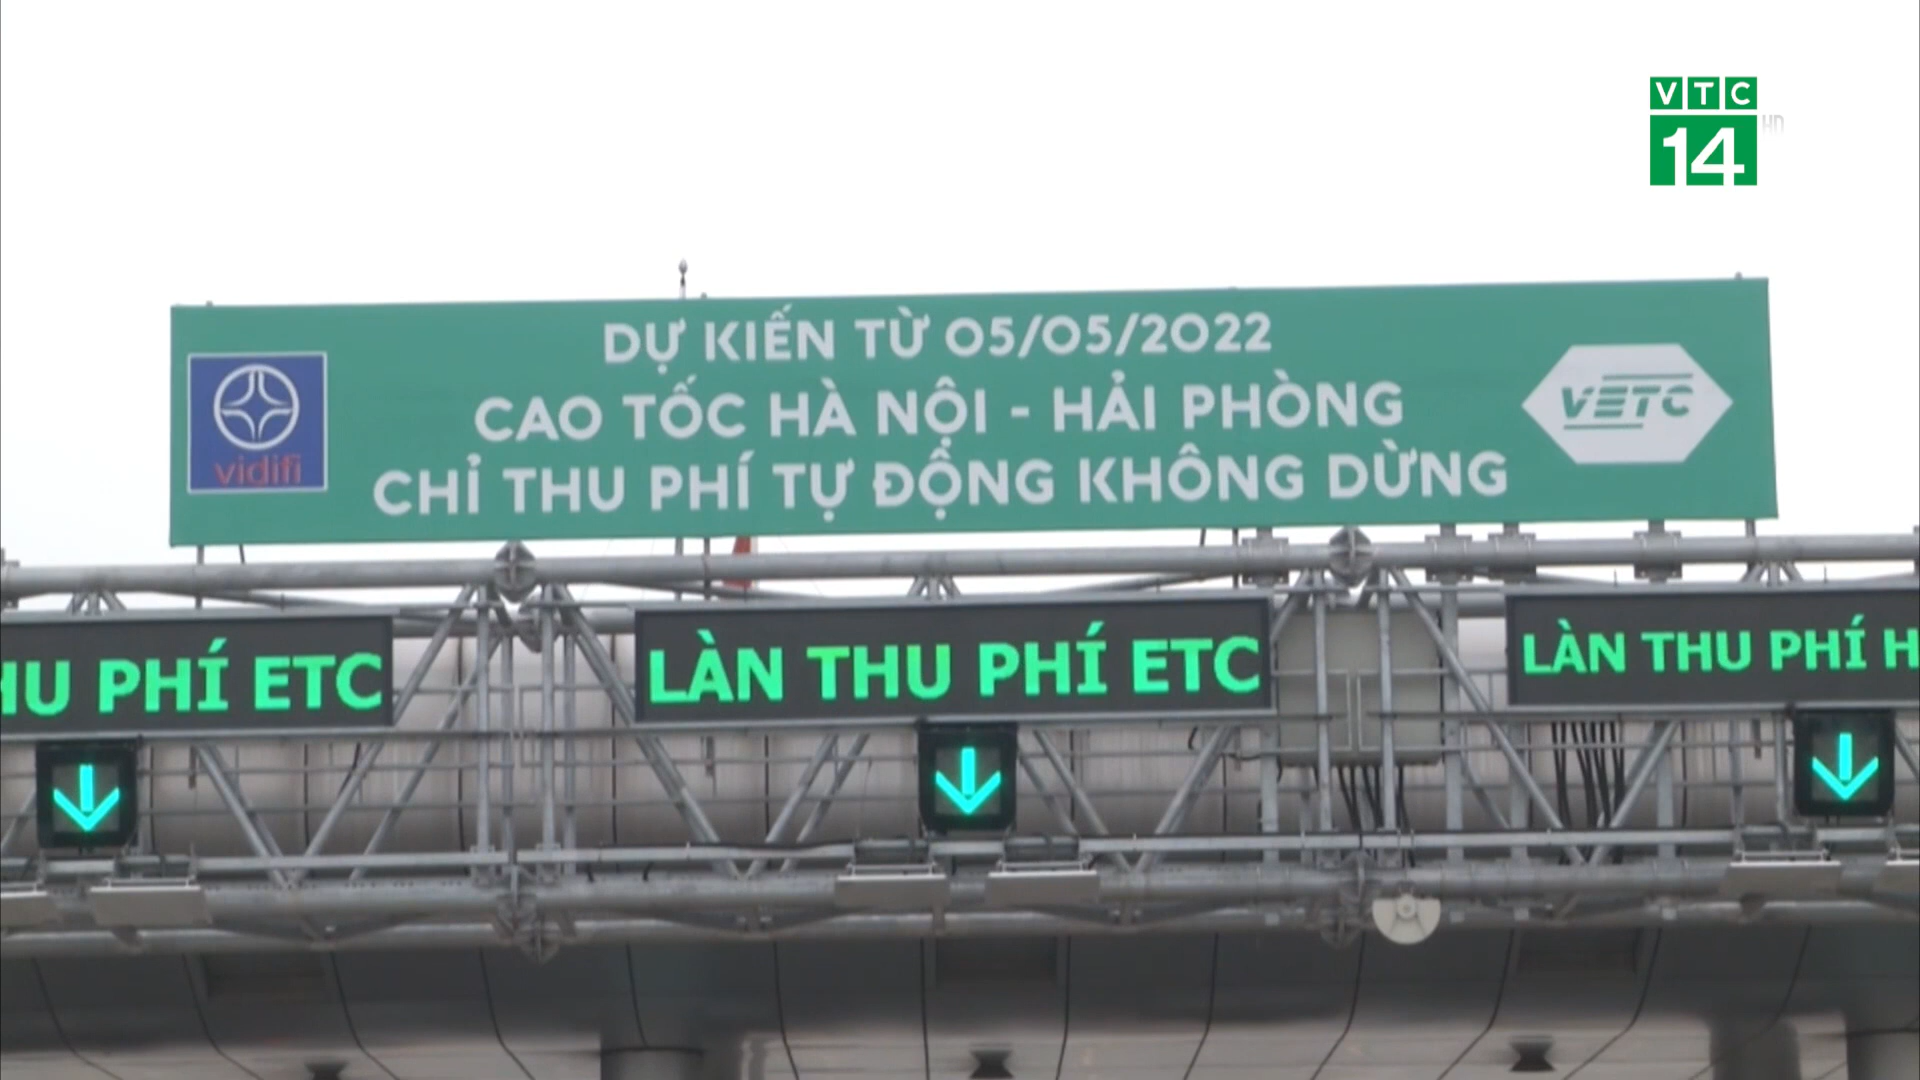 VTC
14 HD
DỰ KIẾN TỪ 05/05/2022
CAO TỐC HÀ NỘI - HẢI PHÒNG
CHỈ THU PHÍ TỰ ĐỘNG KHÔNG DỪNG
vidifi
VETC
HU PHÍ ETC
LÀN THU PHÍ ETC
LÀN THU PHÍ H